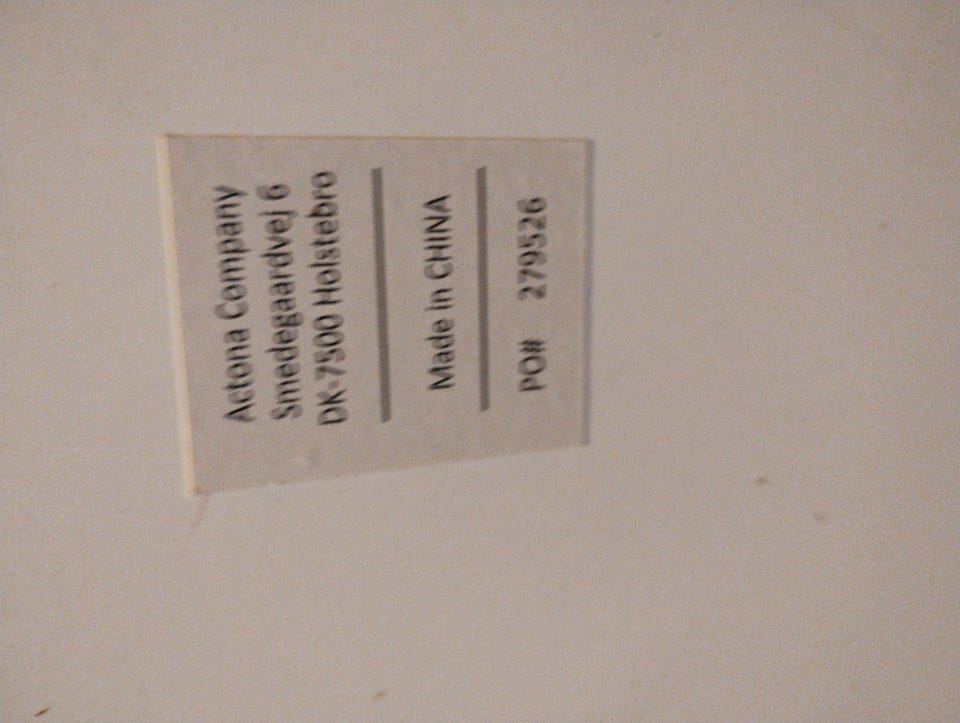 Actona Company
Smedegaardvej 6
DK-7500 Holstebro
Made in CHINA
PO# 279526